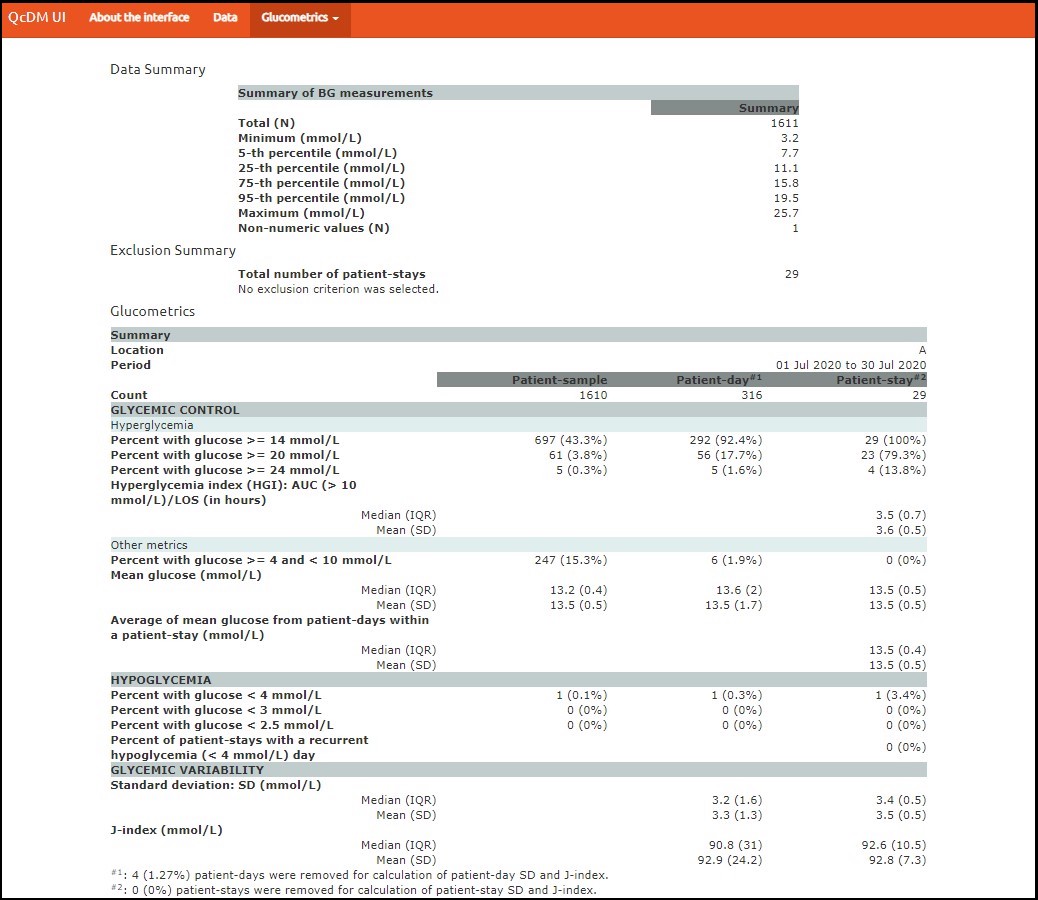 QcDM UI About the interface Data Glucometrics
Data Summary
Summary of BG measurements
Summary
Total (N) 1611
Minimum (mmol/L) 3.2
5-th percentile (mmol/L) 7.7
25-th percentile (mmol/L) 11.1
75-th percentile (mmol/L) 15.8
95-th percentile (mmol/L) 19.5
Maximum (mmol/L) 25.7
Non-numeric values (N) 1
Exclusion Summary
Total number of patient-stays 29
No exclusion criterion was selected.
Glucometrics
Summary
Location A
Period 01 Jul 2020 to 30 Jul 2020
Patient-sample Patient-day#1 Patient-stay#2
Count 1610 316 29
GLYCEMIC CONTROL
Hyperglycemia
Percent with glucose >= 14 mmol/L 697 (43.3%) 292 (92.4%) 29 (100%)
Percent with glucose >= 20 mmol/L 61 (3.8%) 56 (17.7%) 23 (79.3%)
Percent with glucose >= 24 mmol/L 5 (0.3%) 5 (1.6%) 4 (13.8%)
Hyperglycemia index (HGI): AUC (> 10
mmol/L)/LOS (in hours)
Median (IQR) 3.5 (0.7)
Mean (SD) 3.6 (0.5)
Other metrics
Percent with glucose >= 4 and < 10 mmol/L 247 (15.3%) 6 (1.9%) 0 (0%)
Mean glucose (mmol/L)
Median (IQR) 13.2 (0.4) 13.6 (2) 13.5 (0.5)
Mean (SD) 13.5 (0.5) 13.5 (1.7) 13.5 (0.5)
Average of mean glucose from patient-days within
a patient-stay (mmol/L)
Median (IQR) 13.5 (0.4)
Mean (SD) 13.5 (0.5)
HYPOGLYCEMIA
Percent with glucose < 4 mmol/L 1 (0.1%) 1 (0.3%) 1 (3.4%)
Percent with glucose < 3 mmol/L 0 (0%) 0 (0%) 0 (0%)
Percent with glucose < 2.5 mmol/L 0 (0%) 0 (0%) 0 (0%)
Percent of patient-stays with a recurrent
hypoglycemia (< 4 mmol/L) day 0 (0%)
GLYCEMIC VARIABILITY
Standard deviation: SD (mmol/L)
Median (IQR) 3.2 (1.6) 3.4 (0.5)
Mean (SD) 3.3 (1.3) 3.5 (0.5)
J-index (mmol/L)
Median (IQR) 90.8 (31) 92.6 (10.5)
Mean (SD) 92.9 (24.2) 92.8 (7.3)
#1: 4 (1.27%) patient-days were removed for calculation of patient-day SD and J-index.
#2: 0 (0%) patient-stays were removed for calculation of patient-stay SD and J-index.